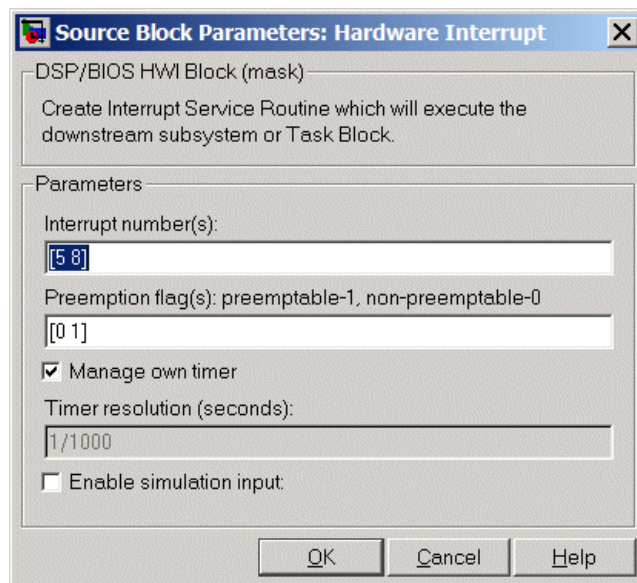 Source Block Parameters: Hardware Interrupt
DSP/BIOS HWI Block (mask)
Create Interrupt Service Routine which will execute the
downstream subsystem or Task Block.
Parameters
Interrupt number(s):
[5 8]
Preemption flag(s): preemptable-1, non-preemptable-0
[0 1]
Manage own timer
Timer resolution (seconds):
1/1000
Enable simulation input:
OK Cancel Help